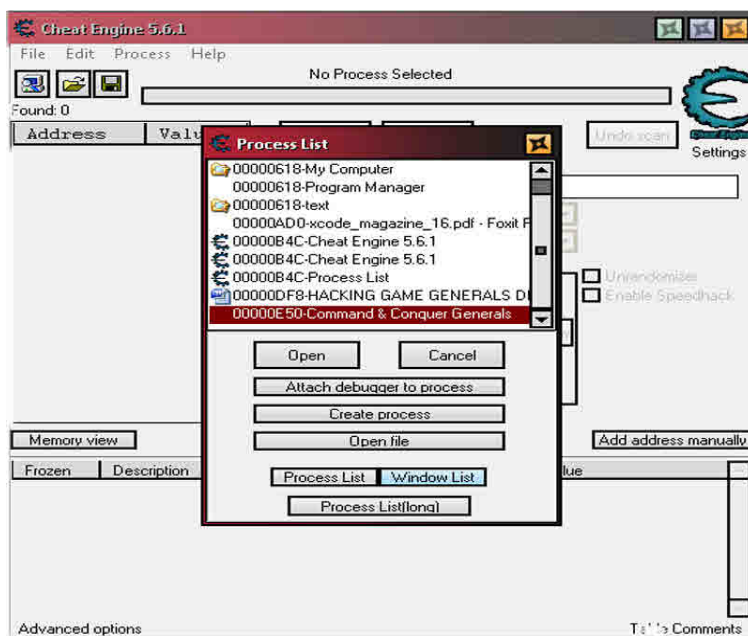 Cheat Engine 5.6.1
File Edit Process Help
No Process Selected
Found: 0
Address
Undo scan
Settings
Process List
00000618-My Computer
00000618-Program Manager
00000618-text
00000AD0-xcode_magazine_16.pdf - Foxit
00000B4C-Cheat Engine 5.6.1
00000B4C-Cheat Engine 5.6.1
00000B4C-Process List
00000DF8-HACKING GAME GENERALS
00000E50-Command & Conquer Generals
Unrandomizer
Enable Speedhack
Open Cancel
Attach debugger to process
Create process
Open file
Memory view
Add address manually
Frozen Description
Process List Window List
Process List(long)
Advanced options
Comments